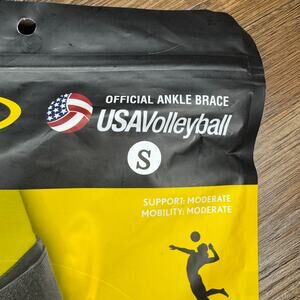 OFFICIAL ANKLE BRACE
USAVolleyball
S
SUPPORT: MODERATE
MOBILITY: MODERATE